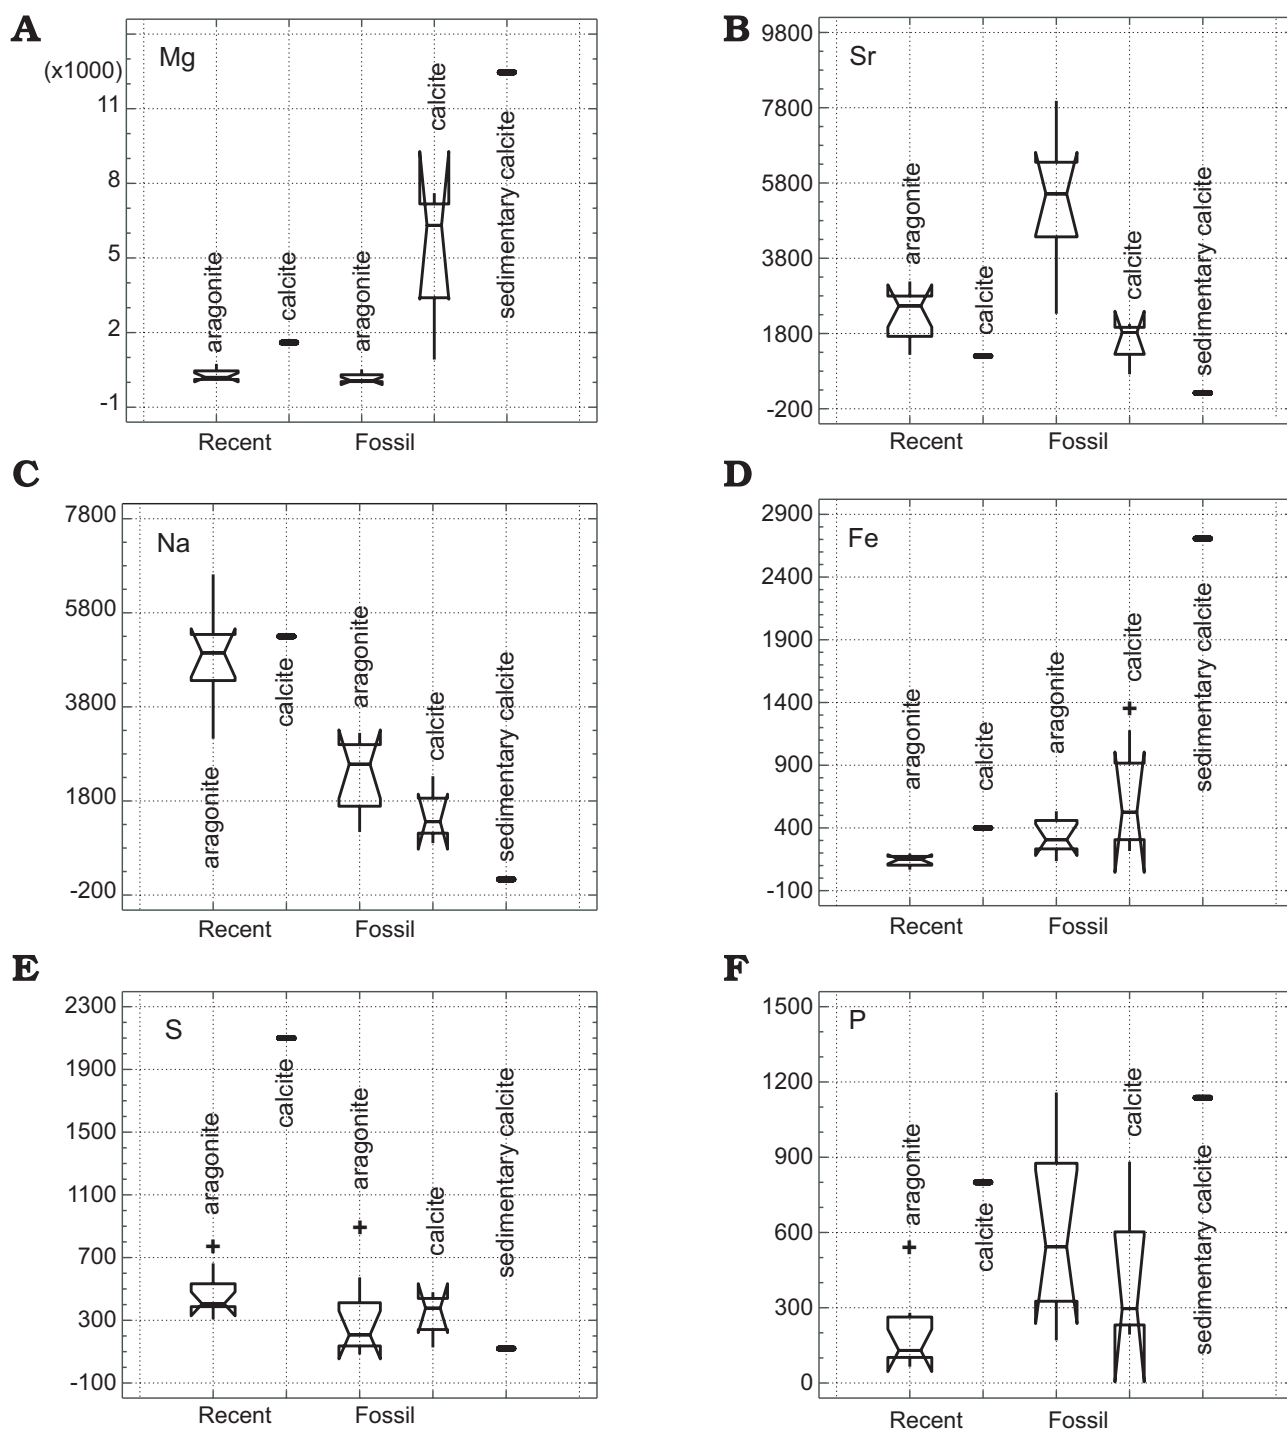 A
Mg
(x1000)
11
8
5
2
-1
aragonite
calcite
aragonite
calcite
sedimentary calcite
Recent
Fossil
B
Sr
9800
7800
5800
3800
1800
-200
aragonite
calcite
calcite
sedimentary calcite
Recent
Fossil
C
Na
7800
5800
3800
1800
-200
aragonite
calcite
aragonite
calcite
sedimentary calcite
Recent
Fossil
D
Fe
2900
2400
1900
1400
900
400
-100
aragonite
calcite
aragonite
calcite
sedimentary calcite
Recent
Fossil
E
S
2300
1900
1500
1100
700
300
-100
aragonite
calcite
aragonite
calcite
sedimentary calcite
Recent
Fossil
F
P
1500
1200
900
600
300
0
aragonite
calcite
calcite
sedimentary calcite
Recent
Fossil